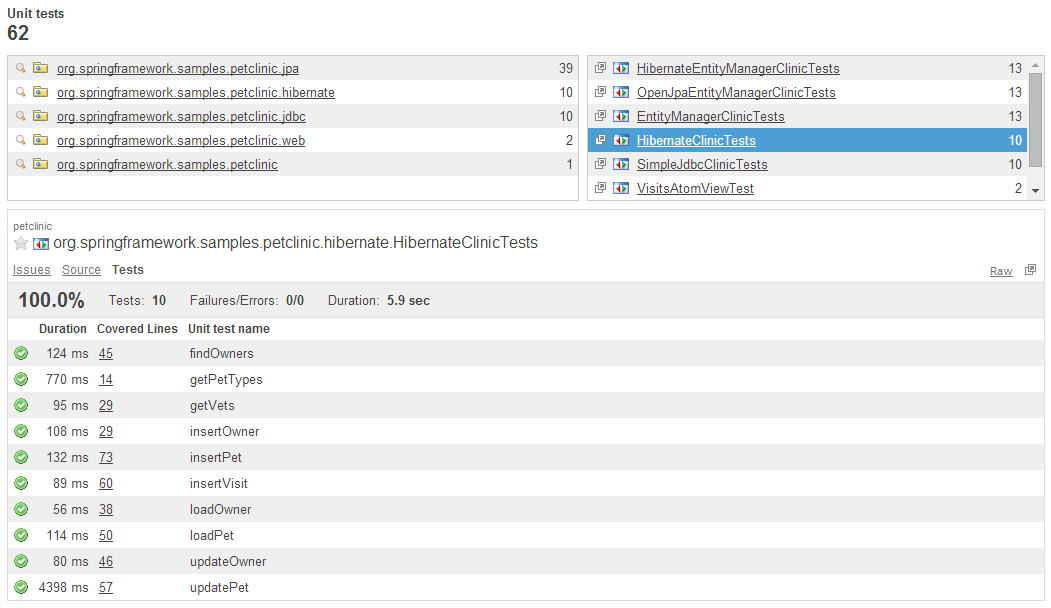 Unit tests
62
org.springframework.samples.petclinic.jpa 39
org.springframework.samples.petclinic.hibernate 10
org.springframework.samples.petclinic.jdbc 10
org.springframework.samples.petclinic.web 2
org.springframework.samples.petclinic 1
HibernateEntityManagerClinicTests 13
OpenJpaEntityManagerClinicTests 13
EntityManagerClinicTests 13
HibernateClinicTests 10
SimpleJdbcClinicTests 10
VisitsAtomViewTest 2
petclinic
org.springframework.samples.petclinic.hibernate.HibernateClinicTests
Issues Source Tests Raw
100.0% Tests: 10 Failures/Errors: 0/0 Duration: 5.9 sec
Duration Covered Lines Unit test name
124 ms 45 findOwners
770 ms 14 getPetTypes
95 ms 29 getVets
108 ms 29 insertOwner
132 ms 73 insertPet
89 ms 60 insertVisit
56 ms 38 loadOwner
114 ms 50 loadPet
80 ms 46 updateOwner
4398 ms 57 updatePet